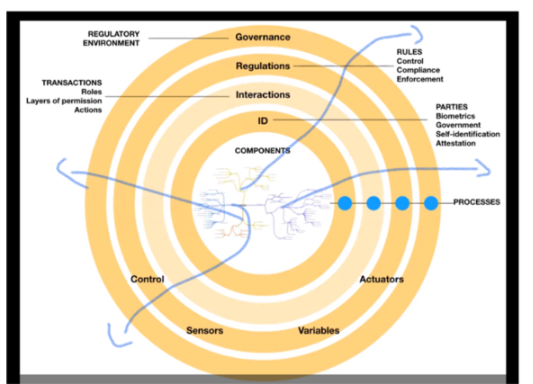 REGULATORY
ENVIRONMENT
Governance
RULES
Control
Compliance
Enforcement
Regulations
TRANSACTIONS
Roles
Layers of permission
Actions
Interactions
PARTIES
Biometrics
Government
Self-identification
Attestation
ID
COMPONENTS
PROCESSES
Control
Actuators
Sensors
Variables